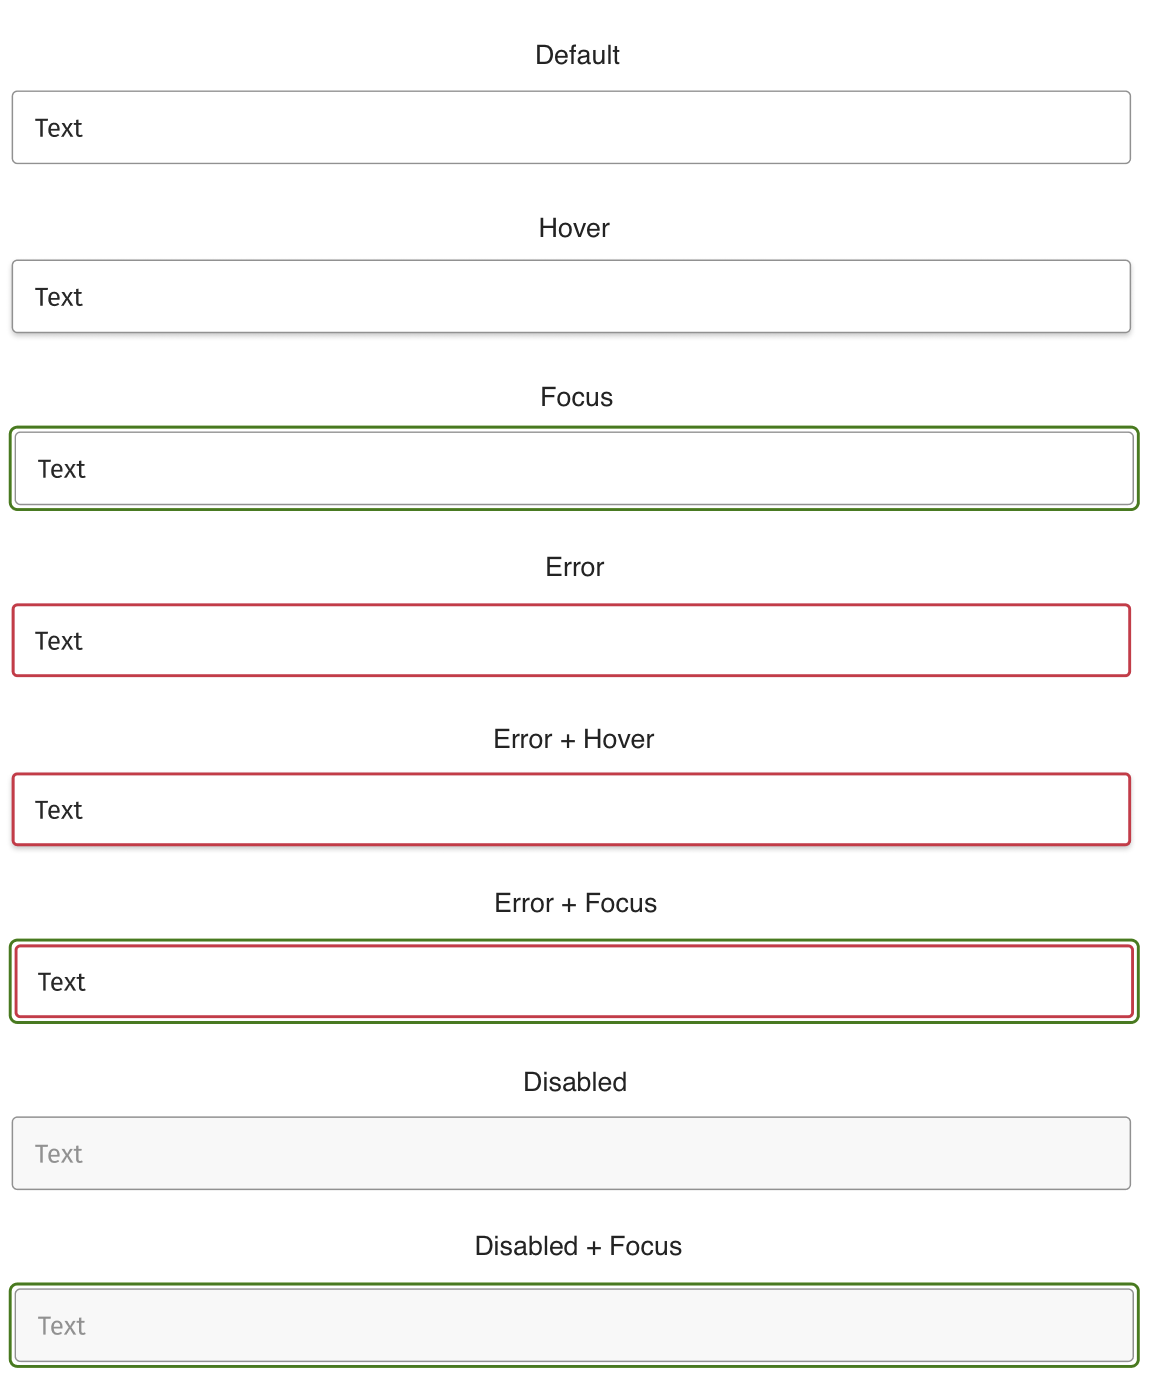 Default
Text
Hover
Text
Focus
Text
Error
Text
Error + Hover
Text
Error + Focus
Text
Disabled
Text
Disabled + Focus
Text